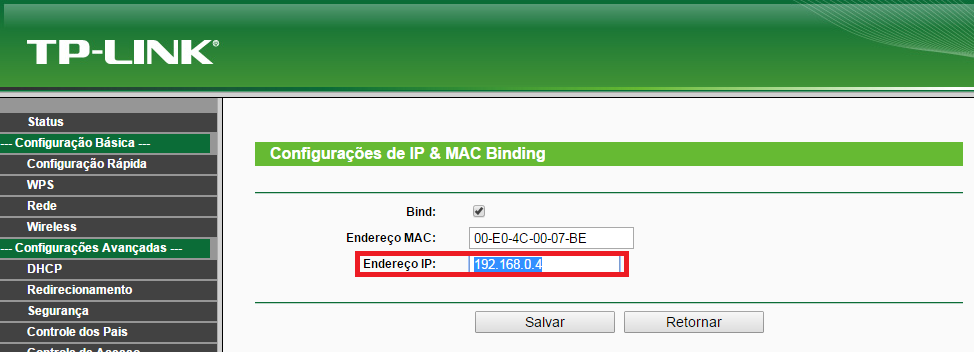 TP-LINK®
Status
--- Configuração Básica ---
Configuração Rápida
WPS
Rede
Wireless
--- Configurações Avançadas ---
DHCP
Redirecionamento
Segurança
Controle dos Pais
Controle de Acesso
Configurações de IP & MAC Binding
Bind:
Endereço MAC: 00-E0-4C-00-07-BE
Endereço IP: 192.168.0.4
Salvar Retornar